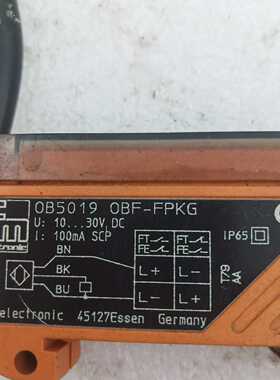 OB5019 OBF-FPKG
U: 10...30V DC
I: 100mA SCP
BN
BK
BU
FT FT
FE FE
L+ L-
L- L+
IP65
T79
AA
electronic 45127Essen Germany